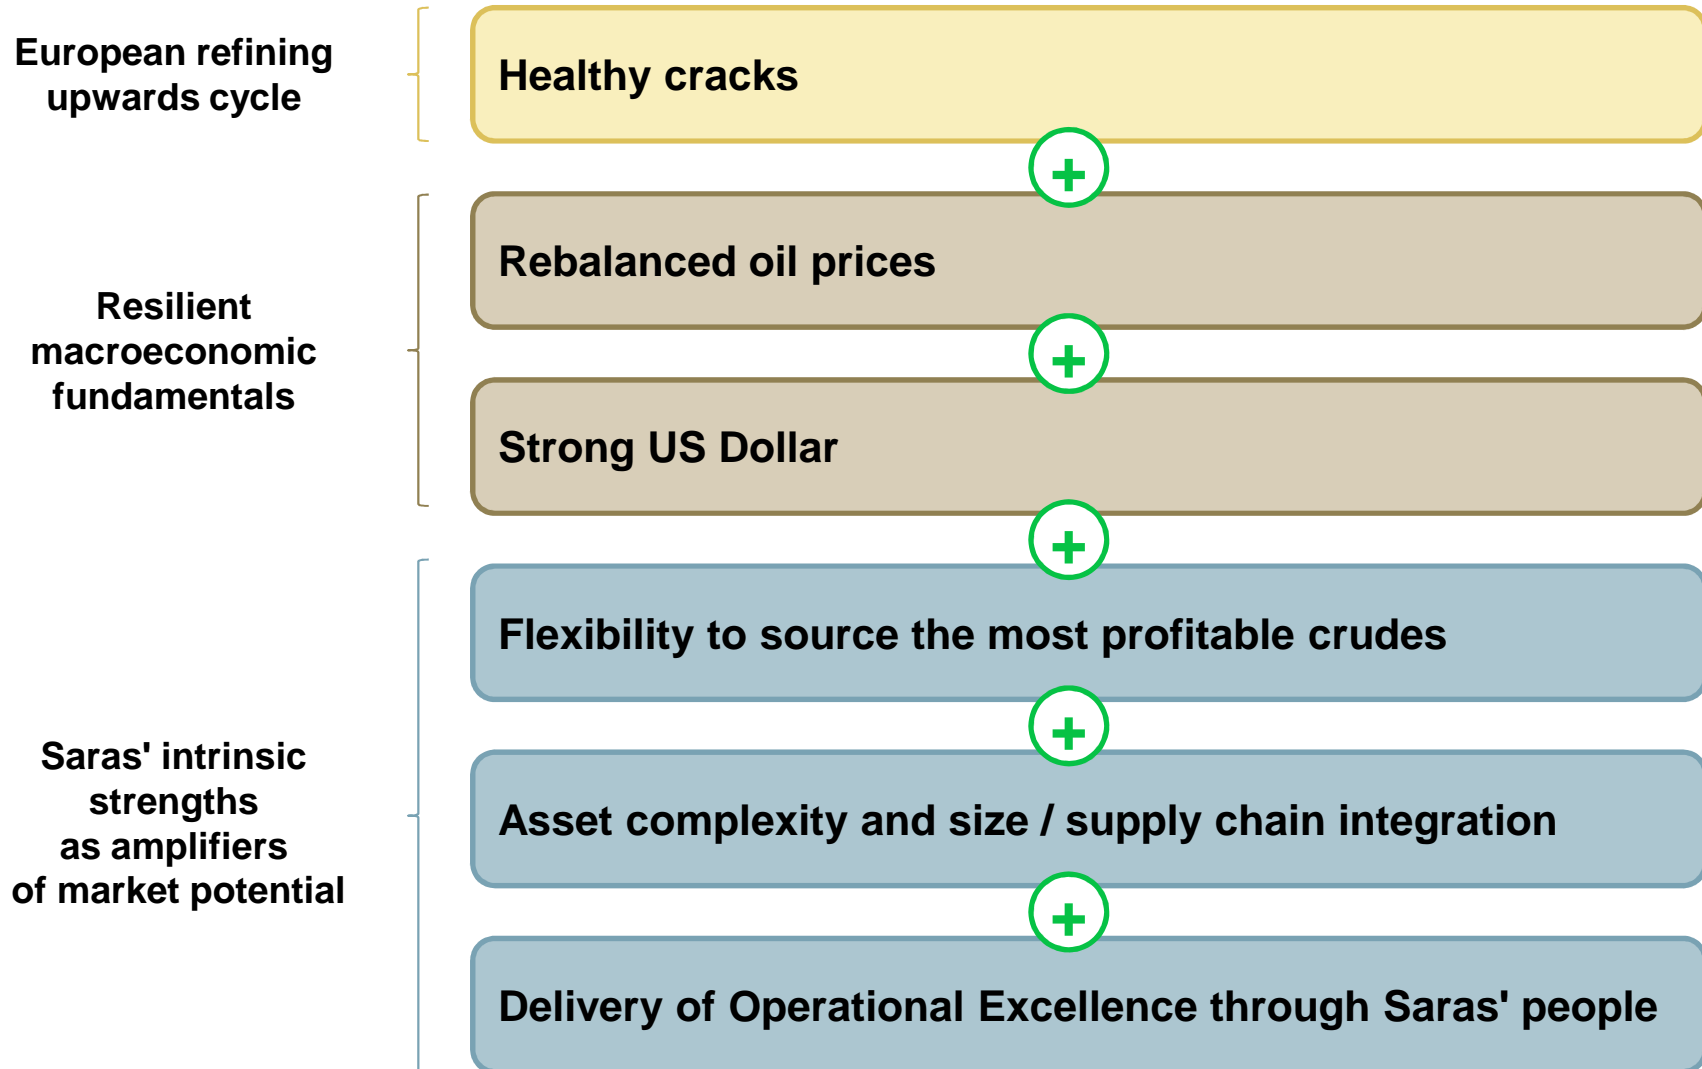 European refining
upwards cycle
Healthy cracks
+
Resilient
macroeconomic
fundamentals
Rebalanced oil prices
+
Strong US Dollar
+
Saras' intrinsic
strengths
as amplifiers
of market potential
Flexibility to source the most profitable crudes
+
Asset complexity and size / supply chain integration
+
Delivery of Operational Excellence through Saras' people